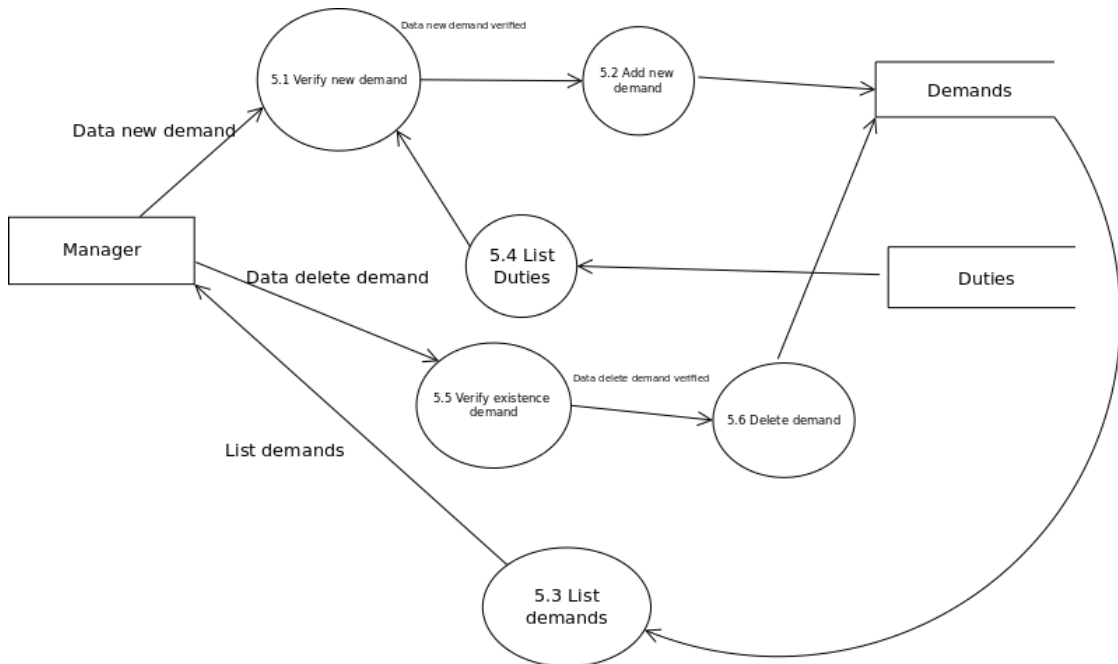 Data new demand verified
5.1 Verify new demand
5.2 Add new
demand
Demands
Data new demand
Manager
5.4 List
Duties
Duties
Data delete demand
5.5 Verify existence
demand
Data delete demand verified
5.6 Delete demand
List demands
5.3 List
demands